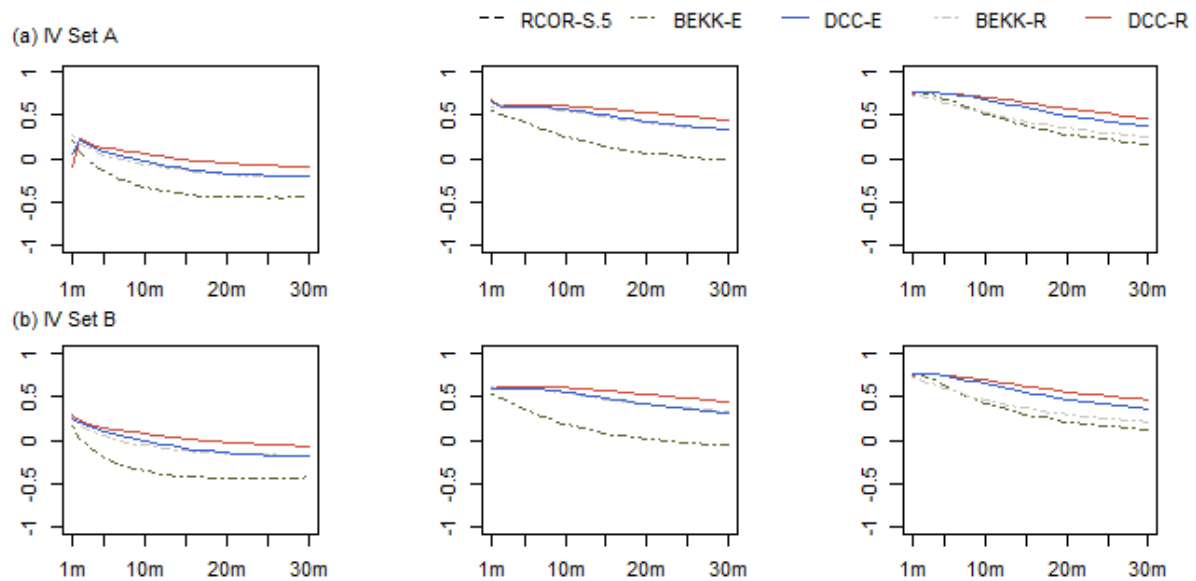 RCOR-S.5 BEKK-E DCC-E BEKK-R DCC-R
(a) IV Set A
1 1 1
0.5 0.5 0.5
0 0 0
-0.5 -0.5 -0.5
-1 -1 -1
1m 10m 20m 30m 1m 10m 20m 30m 1m 10m 20m 30m
(b) IV Set B
1 1 1
0.5 0.5 0.5
0 0 0
-0.5 -0.5 -0.5
-1 -1 -1
1m 10m 20m 30m 1m 10m 20m 30m 1m 10m 20m 30m